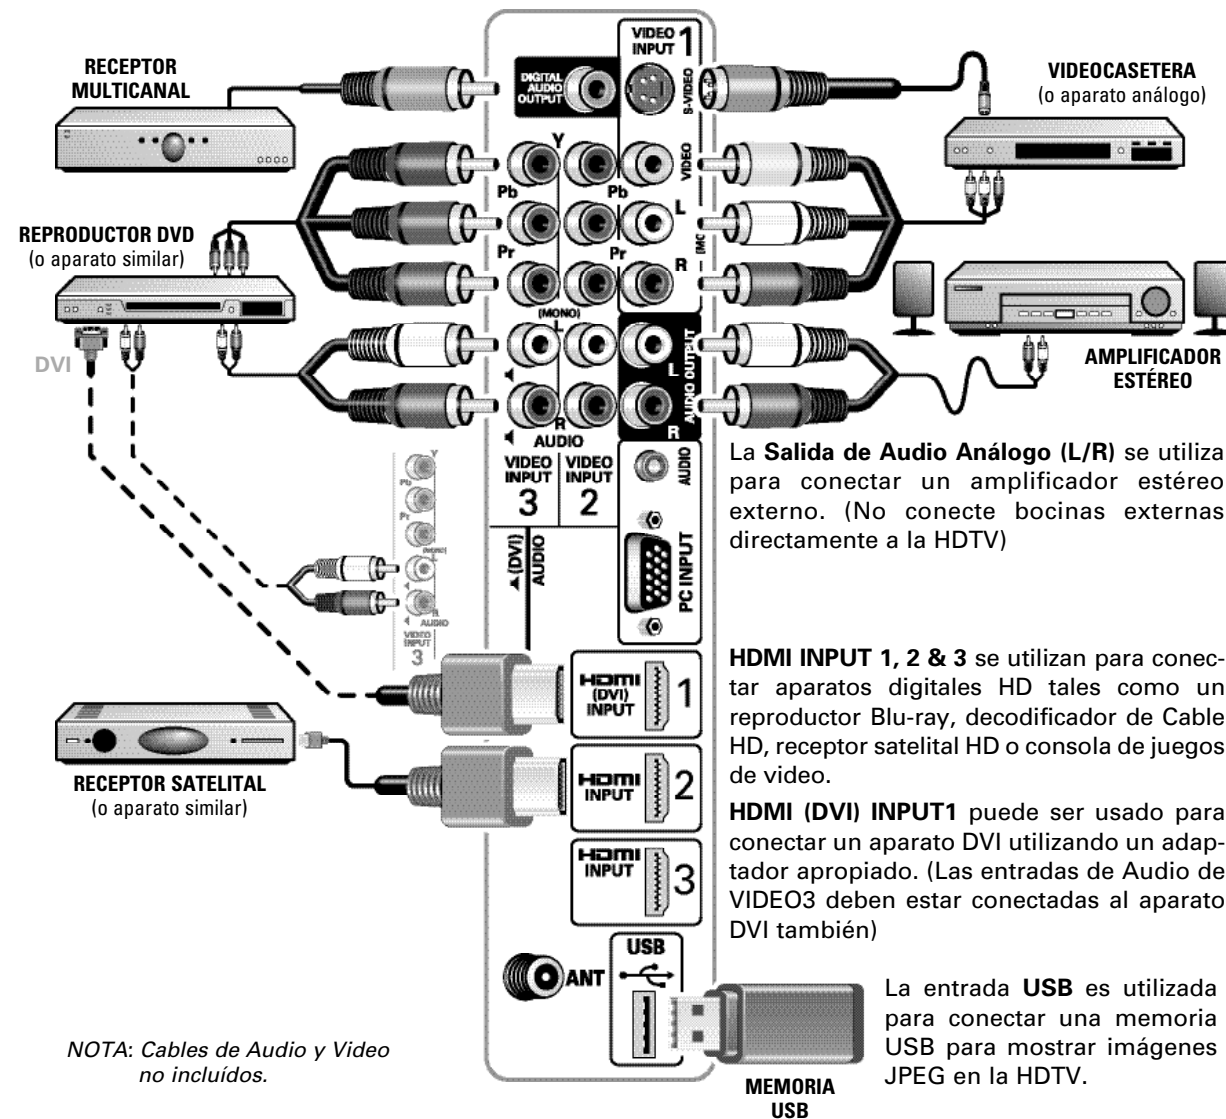 RECEPTOR
MULTICANAL
REPRODUCTOR DVD
(o aparato similar)
DVI
RECEPTOR SATELITAL
(o aparato similar)
NOTA: Cables de Audio y Video
no incluídos.
VIDEO
INPUT 1
DIGITAL
AUDIO
OUTPUT
S-VIDEO
Y
VIDEO
Pb
Pb
L
Pr
Pr
R
(MONO)
L
L
AUDIO OUTPUT
R
R
AUDIO
VIDEO
INPUT
3
VIDEO
INPUT
2
AUDIO
(DVI)
AUDIO
PC INPUT
Y
Pb
Pr
(MONO)
L
R
AUDIO
VIDEO
INPUT
3
HDMI
(DVI)
INPUT
1
HDMI
INPUT
2
HDMI
INPUT
3
USB
ANT
VIDEOCASETERA
(o aparato análogo)
AMPLIFICADOR
ESTÉREO
La Salida de Audio Análogo (L/R) se utiliza
para conectar un amplificador estéreo
externo. (No conecte bocinas externas
directamente a la HDTV)
HDMI INPUT 1, 2 & 3 se utilizan para conec-
tar aparatos digitales HD tales como un
reproductor Blu-ray, decodificador de Cable
HD, receptor satelital HD o consola de juegos
de video.
HDMI (DVI) INPUT1 puede ser usado para
conectar un aparato DVI utilizando un adap-
tador apropiado. (Las entradas de Audio de
VIDEO3 deben estar conectadas al aparato
DVI también)
La entrada USB es utilizada
para conectar una memoria
USB para mostrar imágenes
JPEG en la HDTV.
MEMORIA
USB